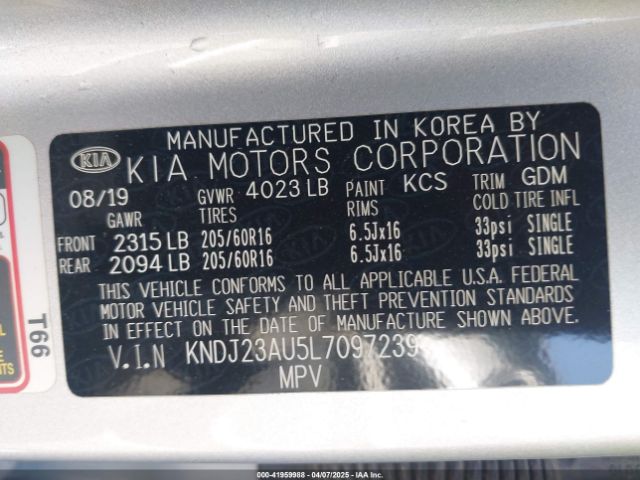 MANUFACTURED IN KOREA BY
KIA KIA MOTORS CORPORATION
08/19 GVWR 4023 LB PAINT KCS TRIM GDM
GAWR TIRES RIMS COLD TIRE INFL
FRONT 2315 LB 205/60R16 6.5Jx16 33psi SINGLE
REAR 2094 LB 205/60R16 6.5Jx16 33psi SINGLE
THIS VEHICLE CONFORMS TO ALL APPLICABLE U.S.A. FEDERAL
MOTOR VEHICLE SAFETY AND THEFT PREVENTION STANDARDS
IN EFFECT ON THE DATE OF MANUFACTURE SHOWN ABOVE.
V.I.N KNDJ23AU5L7097239
MPV
T66
000-41959988 - 04/07/2025 - IAAI.COM